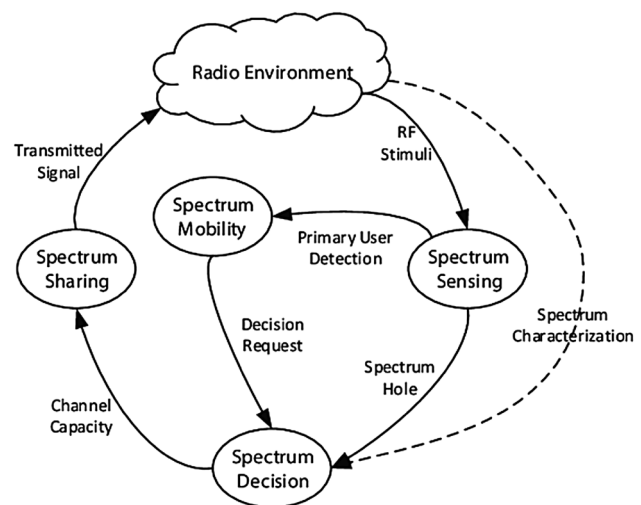 Radio Environment
RF
Stimuli
Transmitted
Signal
Spectrum
Mobility
Primary User
Detection
Spectrum
Sensing
Spectrum
Sharing
Spectrum
Characterization
Decision
Request
Spectrum
Hole
Channel
Capacity
Spectrum
Decision